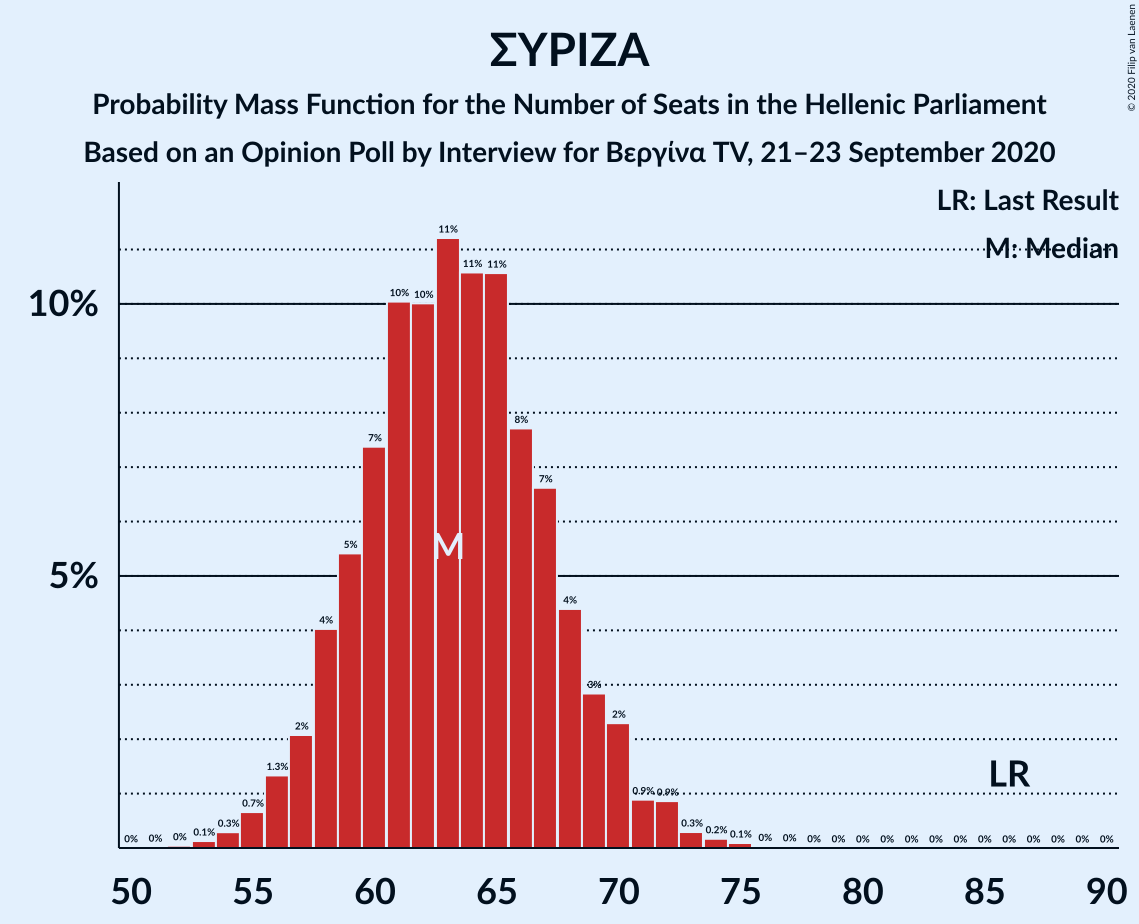 ΣΥΡΙΖΑ
Probability Mass Function for the Number of Seats in the Hellenic Parliament
Based on an Opinion Poll by Interview for Βεργίνα TV, 21–23 September 2020
© 2020 Filip van Laenen
LR: Last Result
M: Median
10%
5%
0% 0% 0% 0.1% 0.3% 0.7% 1.3% 2% 4% 5% 7% 10% 10% 11% 11% 11% 8% 7% 4% 3% 2% 0.9% 0.9% 0.3% 0.2% 0.1% 0% 0% 0% 0% 0% 0% 0% 0% 0% 0% 0% 0% 0% 0% 0%
M
LR
50 55 60 65 70 75 80 85 90